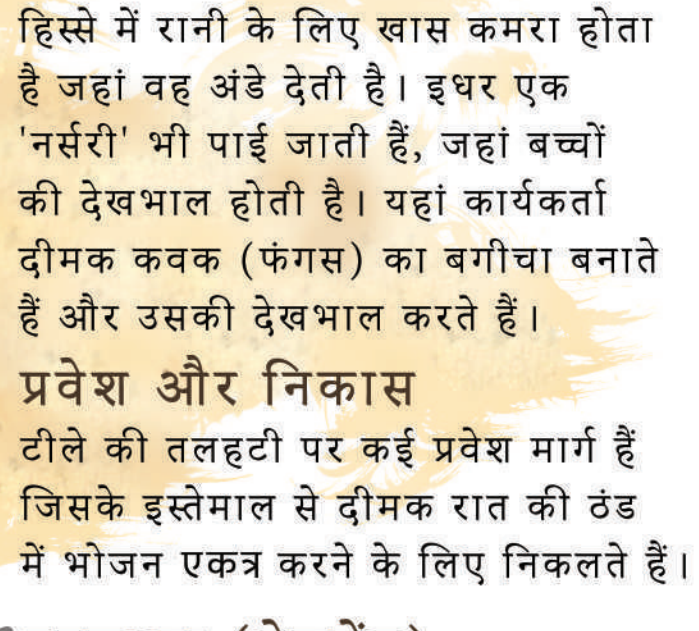 हिस्से में रानी के लिए खास कमरा होता
है जहां वह अंडे देती है। इधर एक
'नर्सरी' भी पाई जाती हैं, जहां बच्चों
की देखभाल होती है। यहां कार्यकर्ता
दीमक कवक (फंगस) का बगीचा बनाते
हैं और उसकी देखभाल करते हैं।
प्रवेश और निकास
टीले की तलहटी पर कई प्रवेश मार्ग हैं
जिसके इस्तेमाल से दीमक रात की ठंड
में भोजन एकत्र करने के लिए निकलते हैं।